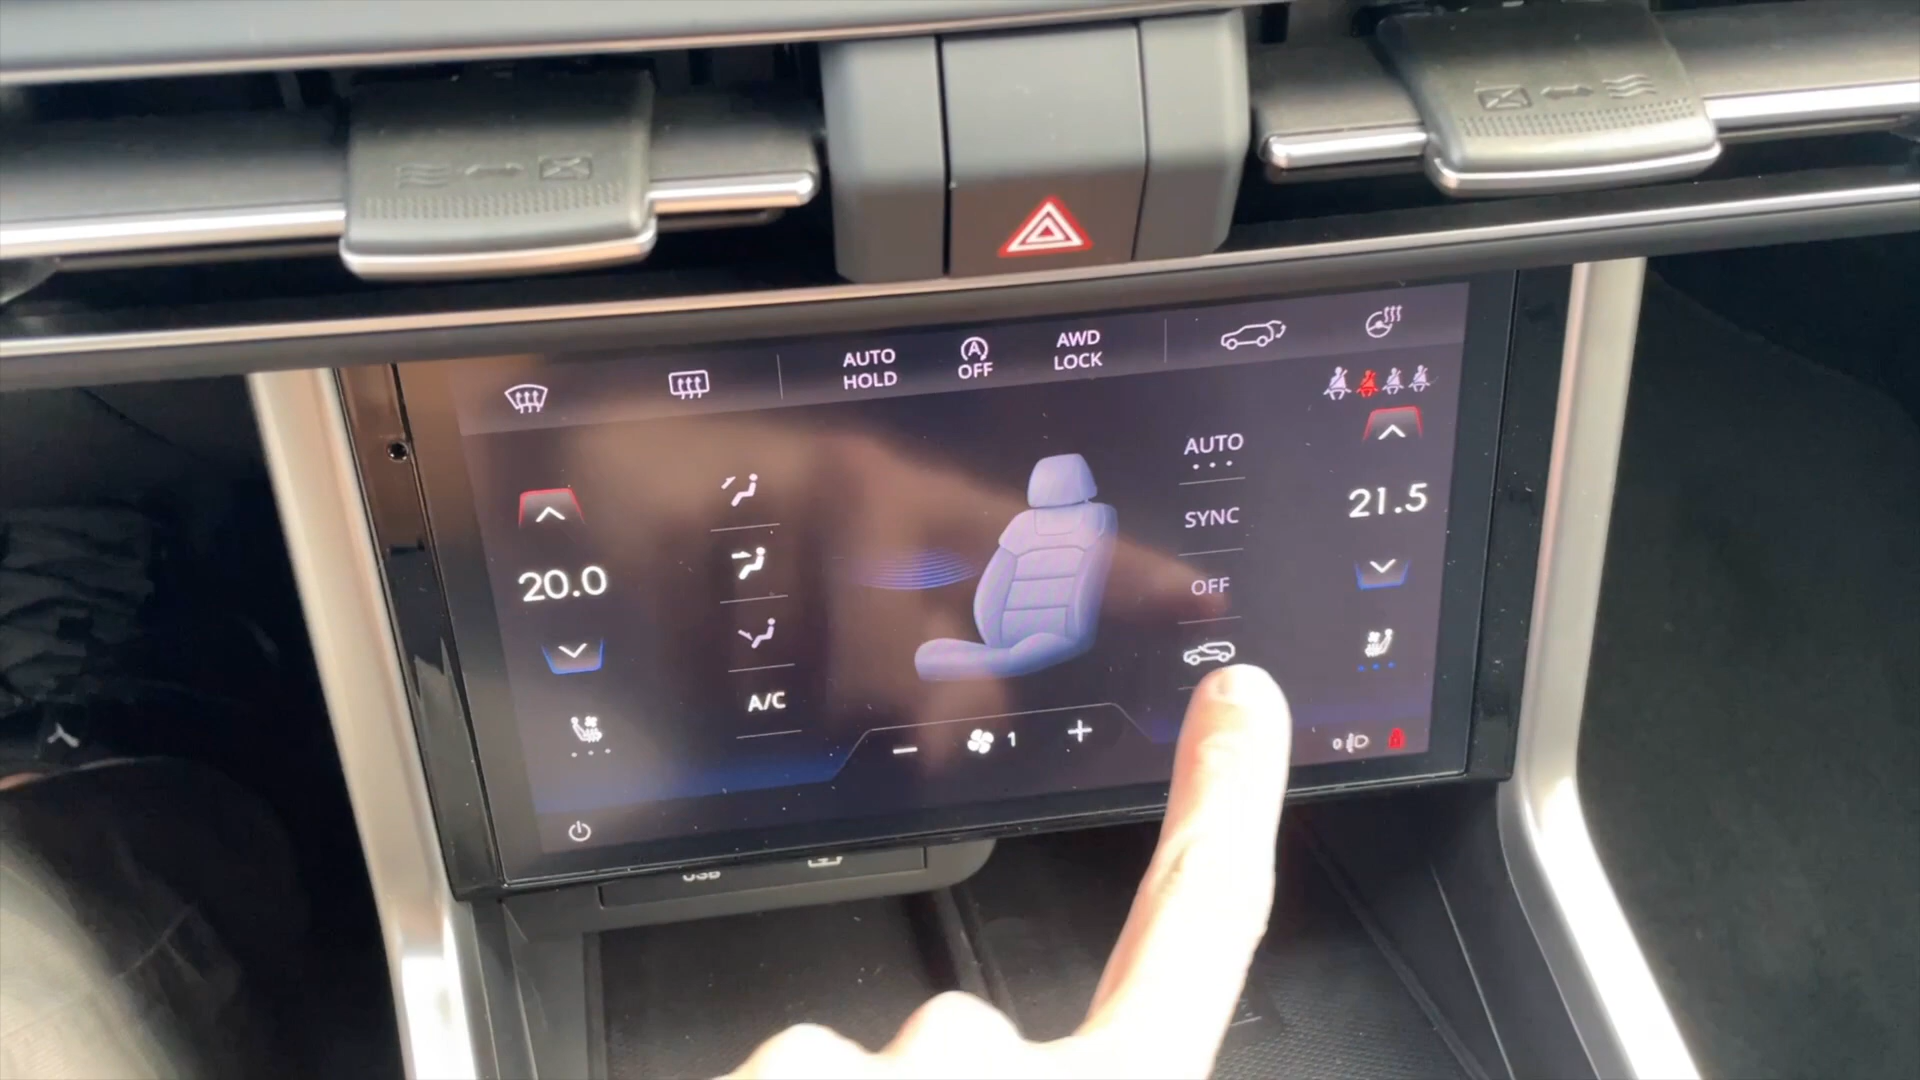 AUTO
HOLD
A
OFF
AWD
LOCK
AUTO
21.5
SYNC
20.0
OFF
A/C
1
USB